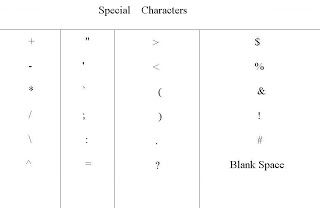 Special Characters
+ " > $
- ' < %
* ` ( &
/ ; ) !
\ : . #
^ = ? Blank Space